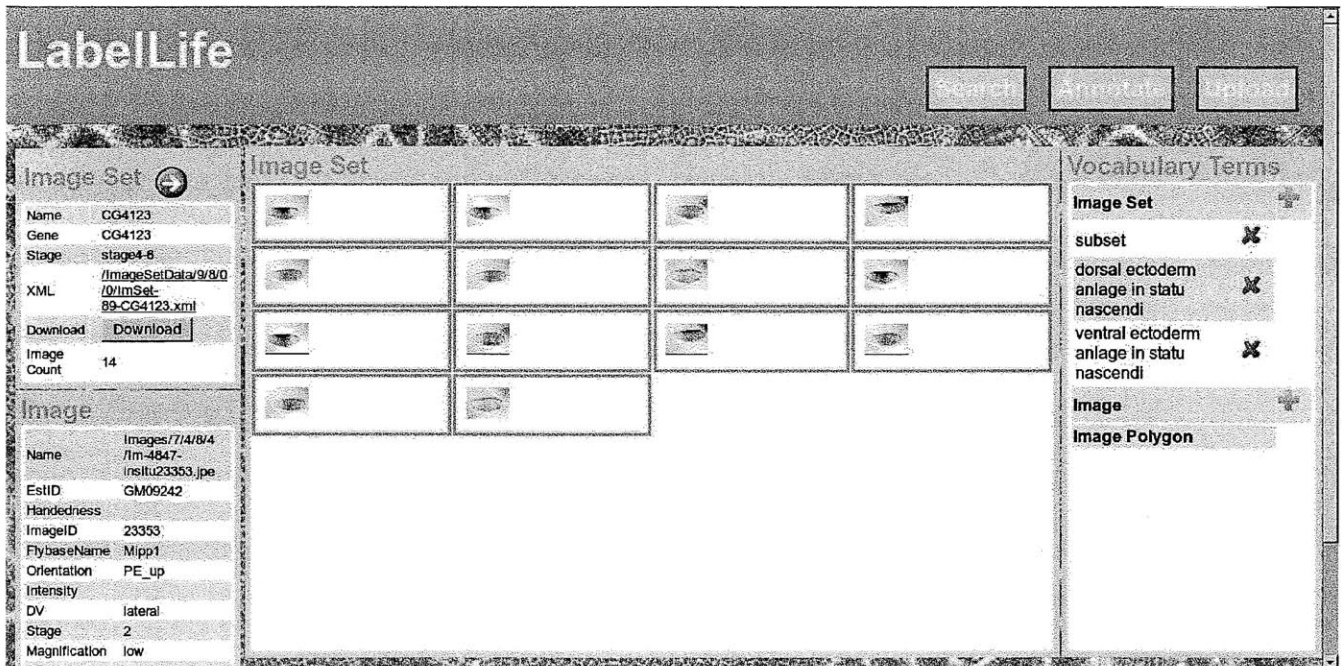 LabelLife
Search Annotate Upload
Image Set
Name CG4123
Gene CG4123
Stage stage4-6
XML /ImageSetData/9/8/0
/0/ImSet-
89-CG4123.xml
Download Download
Image
Count 14
Image
Name Images/7/4/8/4
/Im-4847-
insitu23353.jpe
EstID GM09242
Handedness
ImageID 23353
FlybaseName Mipp1
Orientation PE_up
Intensity
DV lateral
Stage 2
Magnification low
Image Set
Vocabulary Terms
Image Set
subset
dorsal ectoderm
anlage in statu
nascendi
ventral ectoderm
anlage in statu
nascendi
Image
Image Polygon